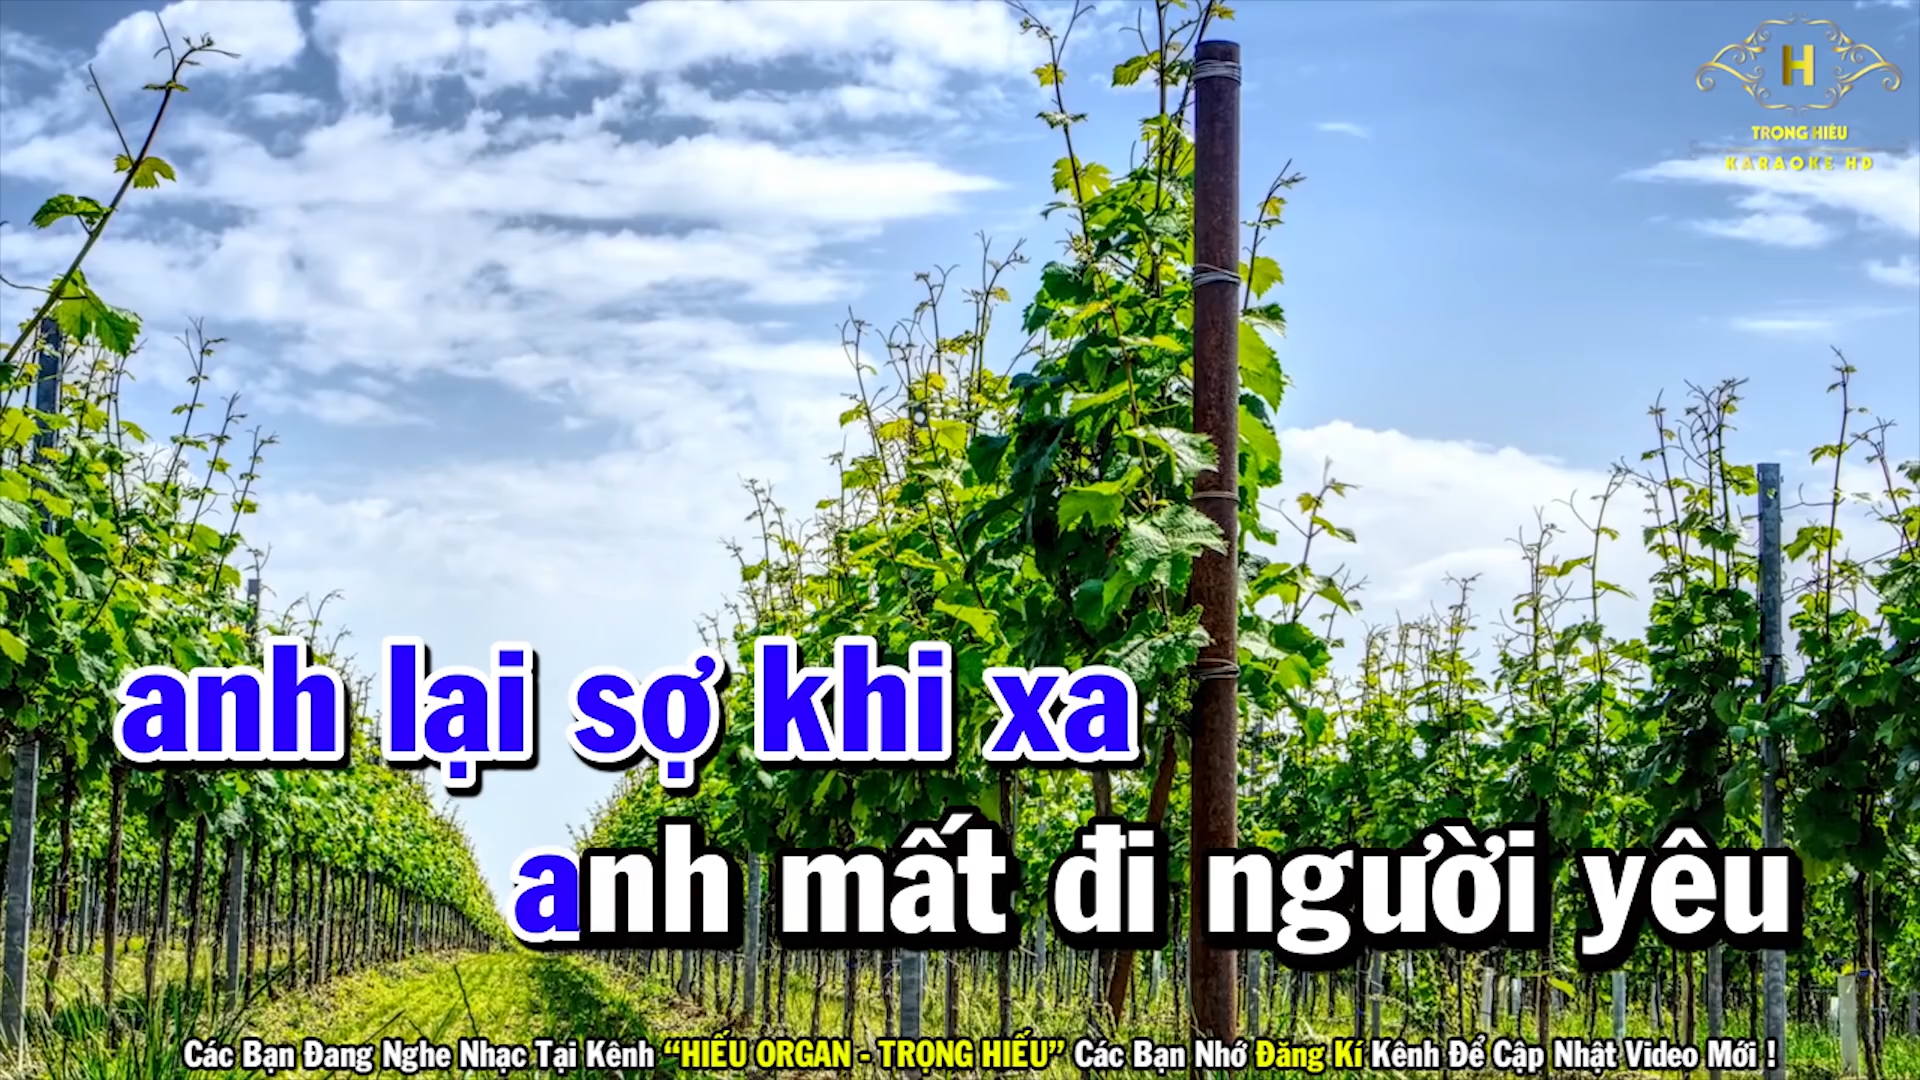 H
TRỌNG HIẾU
KARAOKE HD
anh lại sợ khi xa
anh mất đi người yêu
Các Bạn Đang Nghe Nhạc Tại Kênh “HIẾU ORGAN - TRỌNG HIẾU” Các Bạn Nhớ Đăng Kí Kênh Để Cập Nhật Video Mới !